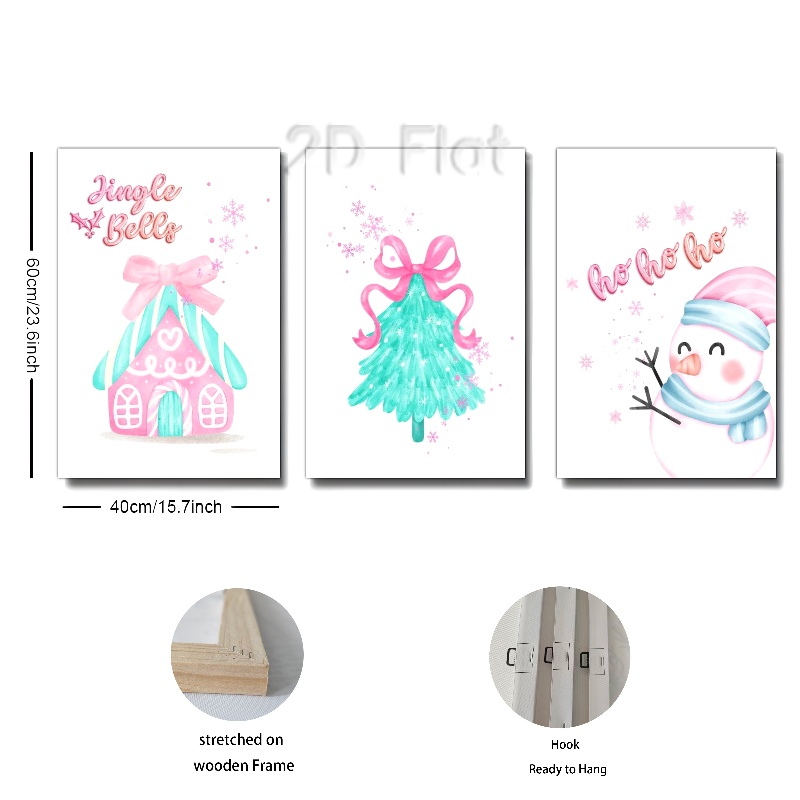 2D Flat
Jingle
Bells
ho ho ho
60cm/23.6inch
40cm/15.7inch
stretched on
wooden Frame
Hook
Ready to Hang